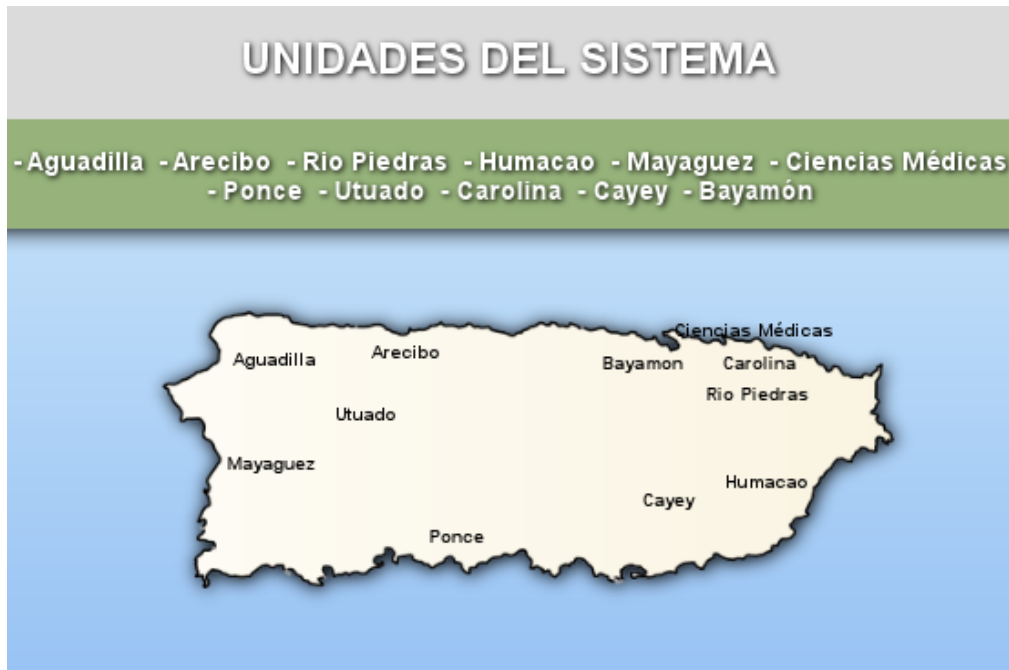 UNIDADES DEL SISTEMA
- Aguadilla - Arecibo - Rio Piedras - Humacao - Mayaguez - Ciencias Médicas
- Ponce - Utuado - Carolina - Cayey - Bayamón
Ciencias Médicas
Aguadilla
Arecibo
Bayamon
Carolina
Rio Piedras
Utuado
Mayaguez
Humacao
Cayey
Ponce